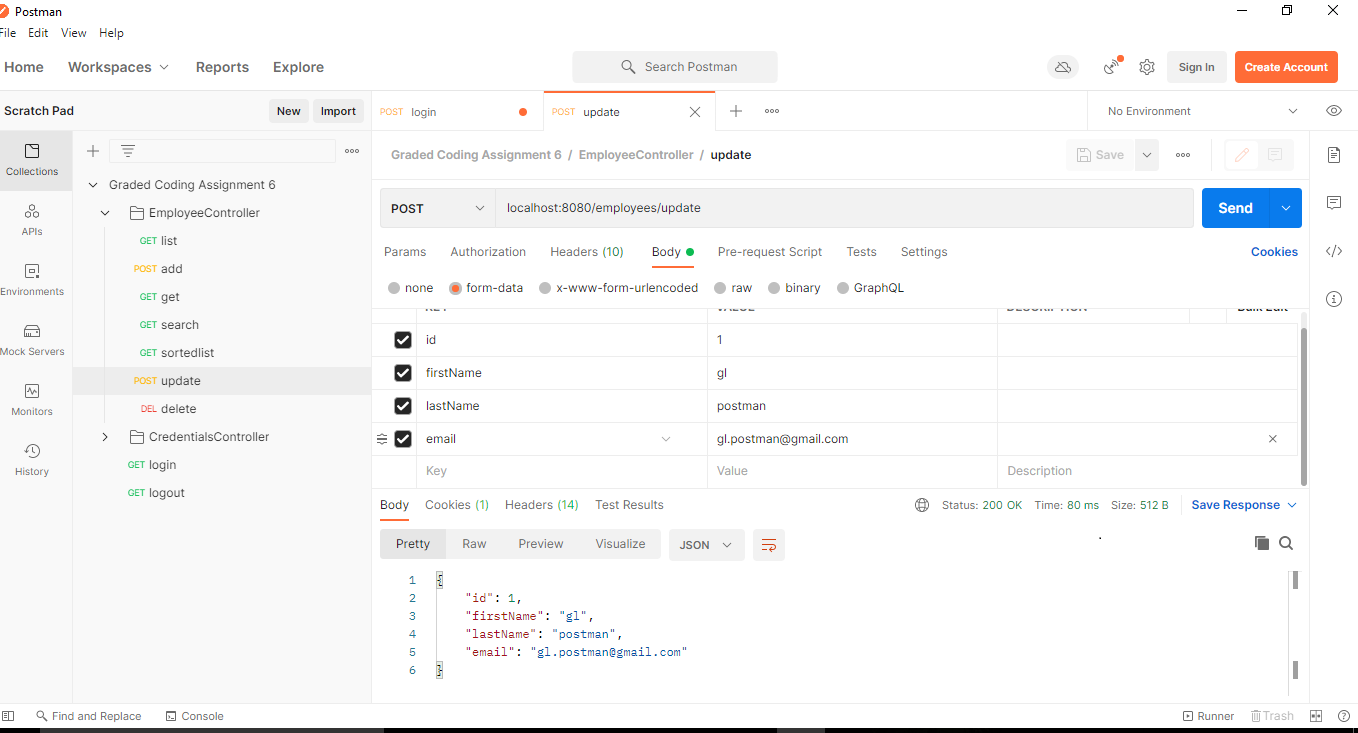 Postman
File Edit View Help
Home Workspaces Reports Explore Search Postman Sign In Create Account
Scratch Pad New Import POST login POST update No Environment
Graded Coding Assignment 6 / EmployeeController / update Save
Collections
APIs
Environments
Mock Servers
Monitors
History
Graded Coding Assignment 6
EmployeeController
GET list
POST add
GET get
GET search
GET sortedlist
POST update
DEL delete
CredentialsController
GET login
GET logout
POST localhost:8080/employees/update Send
Params Authorization Headers (10) Body Pre-request Script Tests Settings Cookies
none form-data x-www-form-urlencoded raw binary GraphQL
KEY VALUE DESCRIPTION Bulk Edit
id 1
firstName gl
lastName postman
email gl.postman@gmail.com
Key Value Description
Body Cookies (1) Headers (14) Test Results Status: 200 OK Time: 80 ms Size: 512 B Save Response
Pretty Raw Preview Visualize JSON
1 {
2 "id": 1,
3 "firstName": "gl",
4 "lastName": "postman",
5 "email": "gl.postman@gmail.com"
6 }
Find and Replace Console Runner Trash